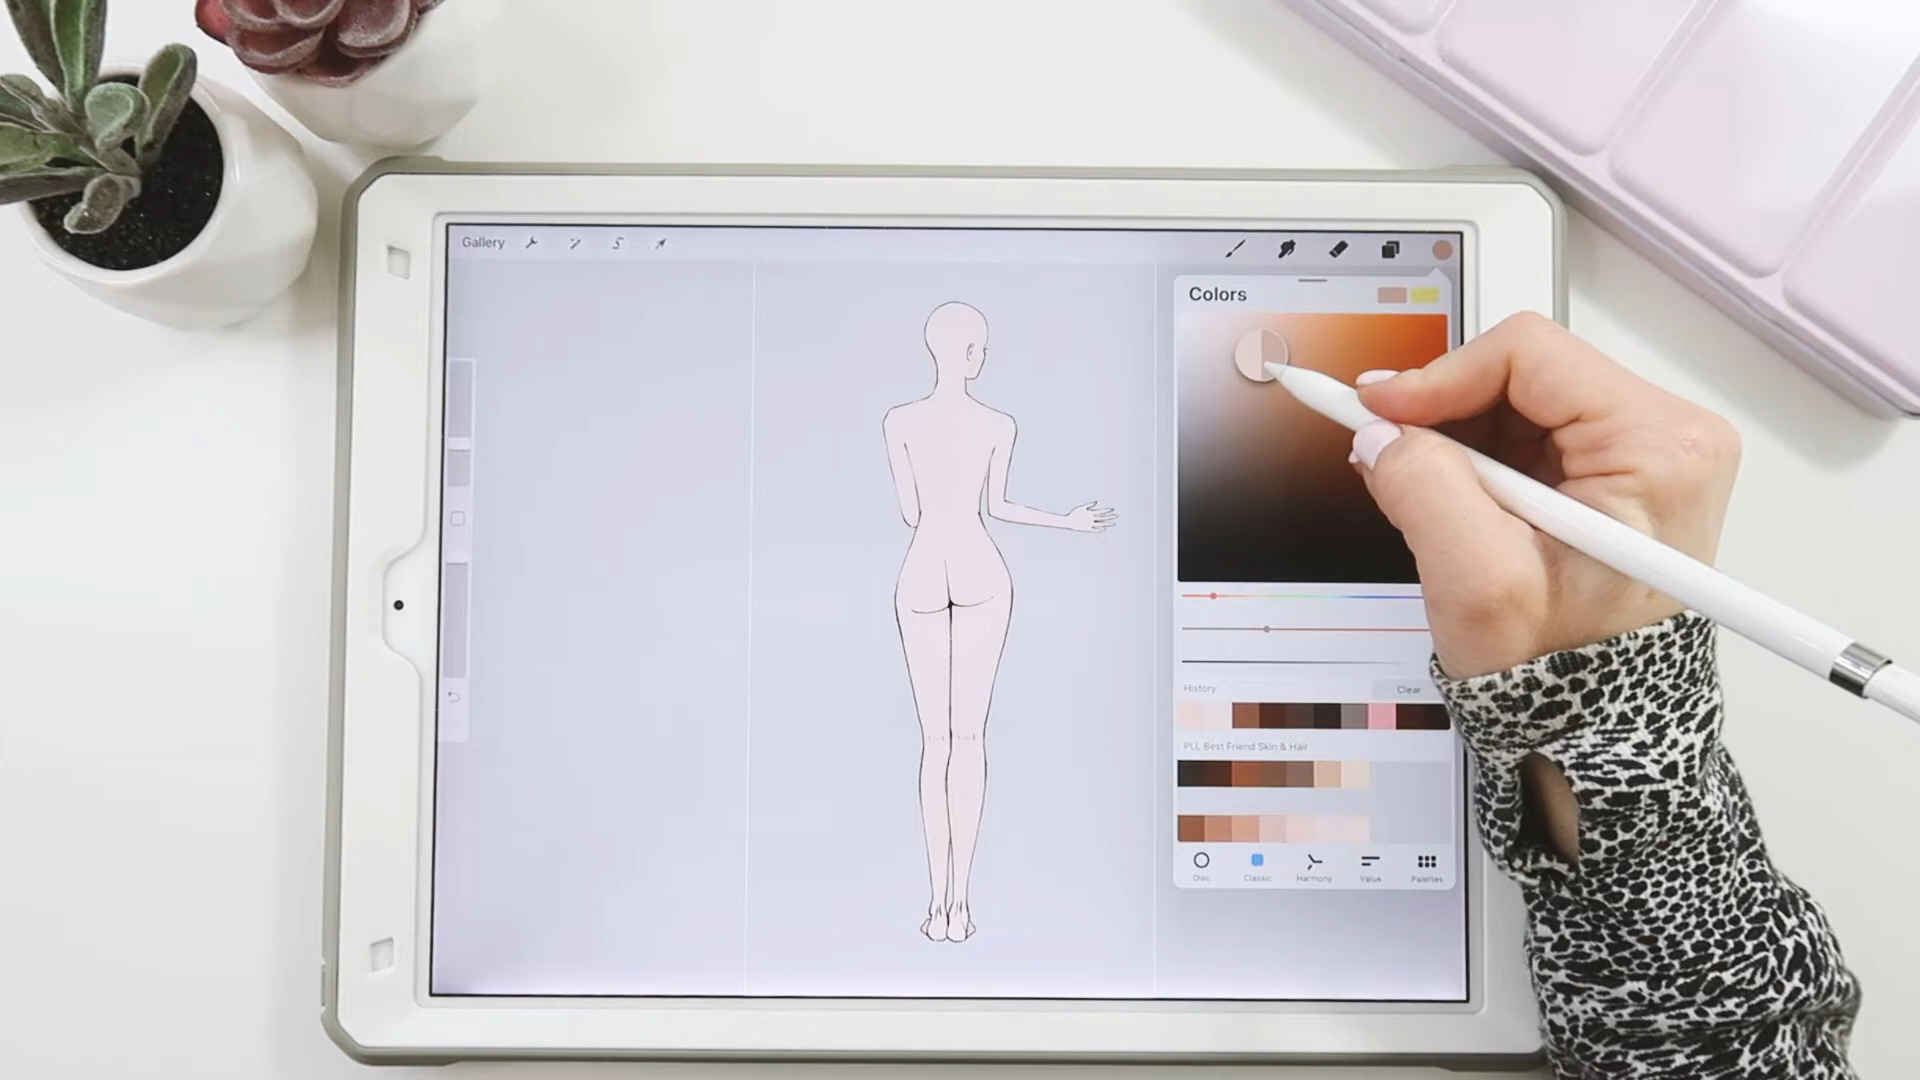 Gallery
Colors
History
Clear
PLL Best Friend Skin & Hair
Disc
Classic
Harmony
Value
Palettes